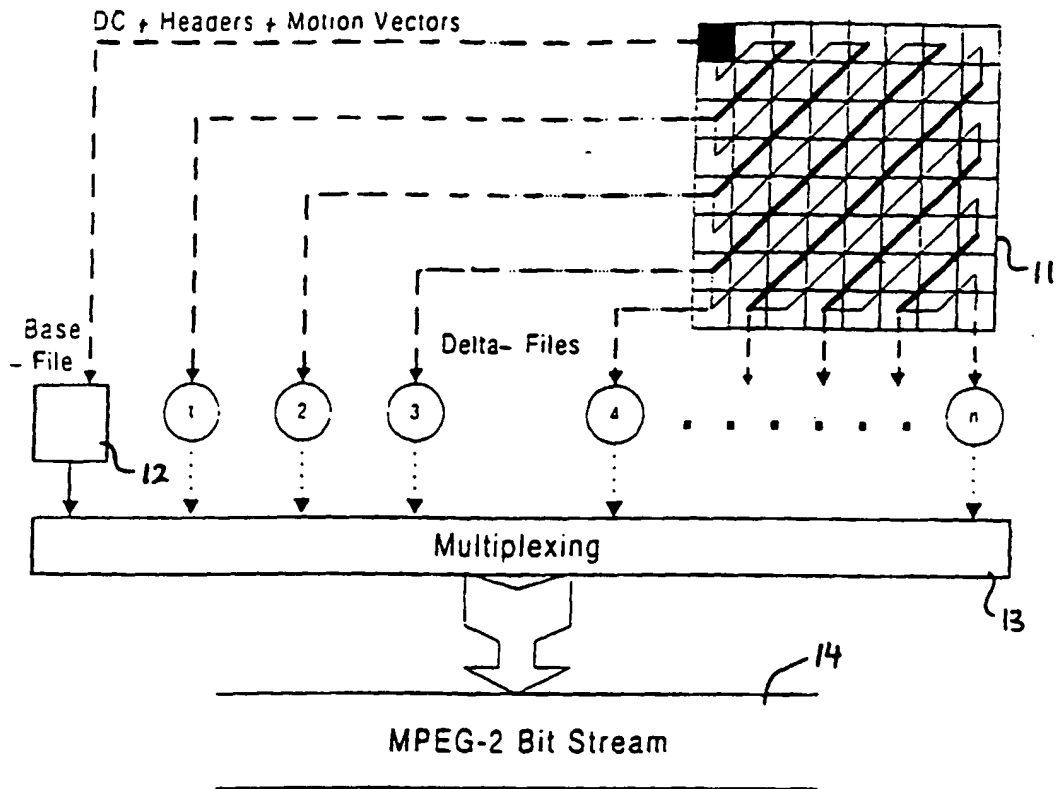 DC + Headers + Motion Vectors
11
Base
- File
Delta- Files
1
2
3
4
n
12
Multiplexing
13
14
MPEG-2 Bit Stream